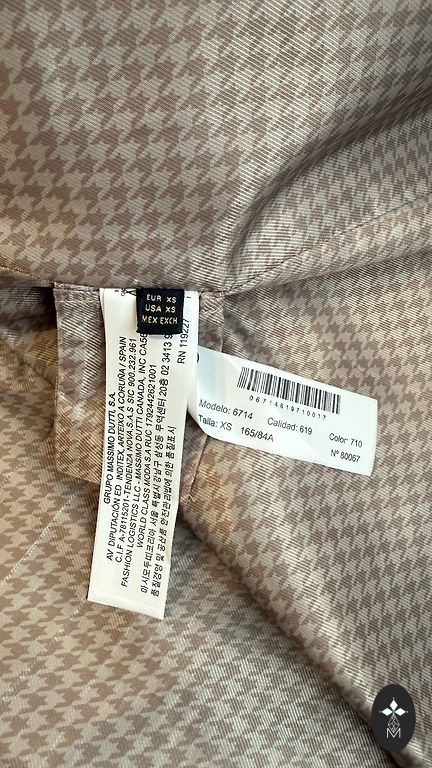 EUR XS
USA XS
MEX EXCH
GRUPO MASSIMO DUTTI, S.A.
AV DIPUTACIÓN ED INDITEX, ARTEIXO A CORUÑA / SPAIN
C.I.F A-78115201-TENDENZA NOVA,S.A.S SIC 900.232.961
FASHION LOGISTICS LLC - MASSIMO DUTTI CANADA, INC
WORLD CLASS MODA S.A RUC 1792442621001
RN 119227
06714619710017
Modelo: 6714 Calidad: 619 Color: 710
Talla: XS 165/84A Nº 80067
M